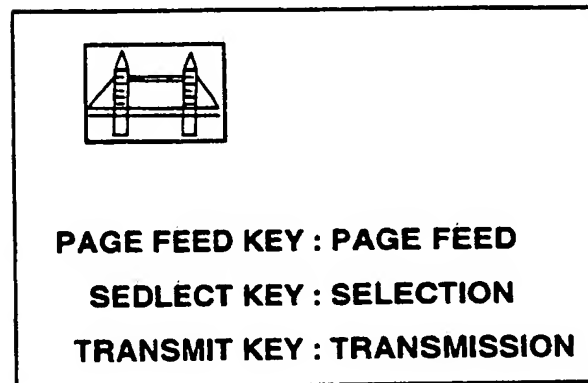 PAGE FEED KEY : PAGE FEED
SEDLECT KEY : SELECTION
TRANSMIT KEY : TRANSMISSION